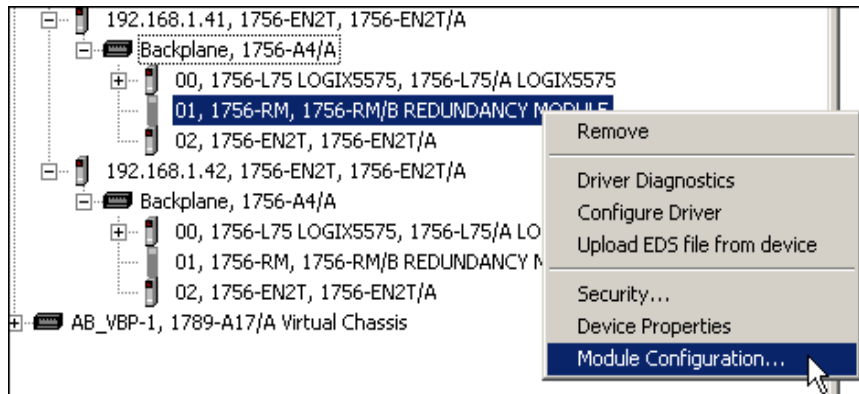 192.168.1.41, 1756-EN2T, 1756-EN2T/A
Backplane, 1756-A4/A
00, 1756-L75 LOGIX5575, 1756-L75/A LOGIX5575
01, 1756-RM, 1756-RM/B REDUNDANCY MODULE
02, 1756-EN2T, 1756-EN2T/A
192.168.1.42, 1756-EN2T, 1756-EN2T/A
Backplane, 1756-A4/A
00, 1756-L75 LOGIX5575, 1756-L75/A LO
01, 1756-RM, 1756-RM/B REDUNDANCY M
02, 1756-EN2T, 1756-EN2T/A
AB_VBP-1, 1789-A17/A Virtual Chassis
Remove
Driver Diagnostics
Configure Driver
Upload EDS file from device
Security...
Device Properties
Module Configuration...